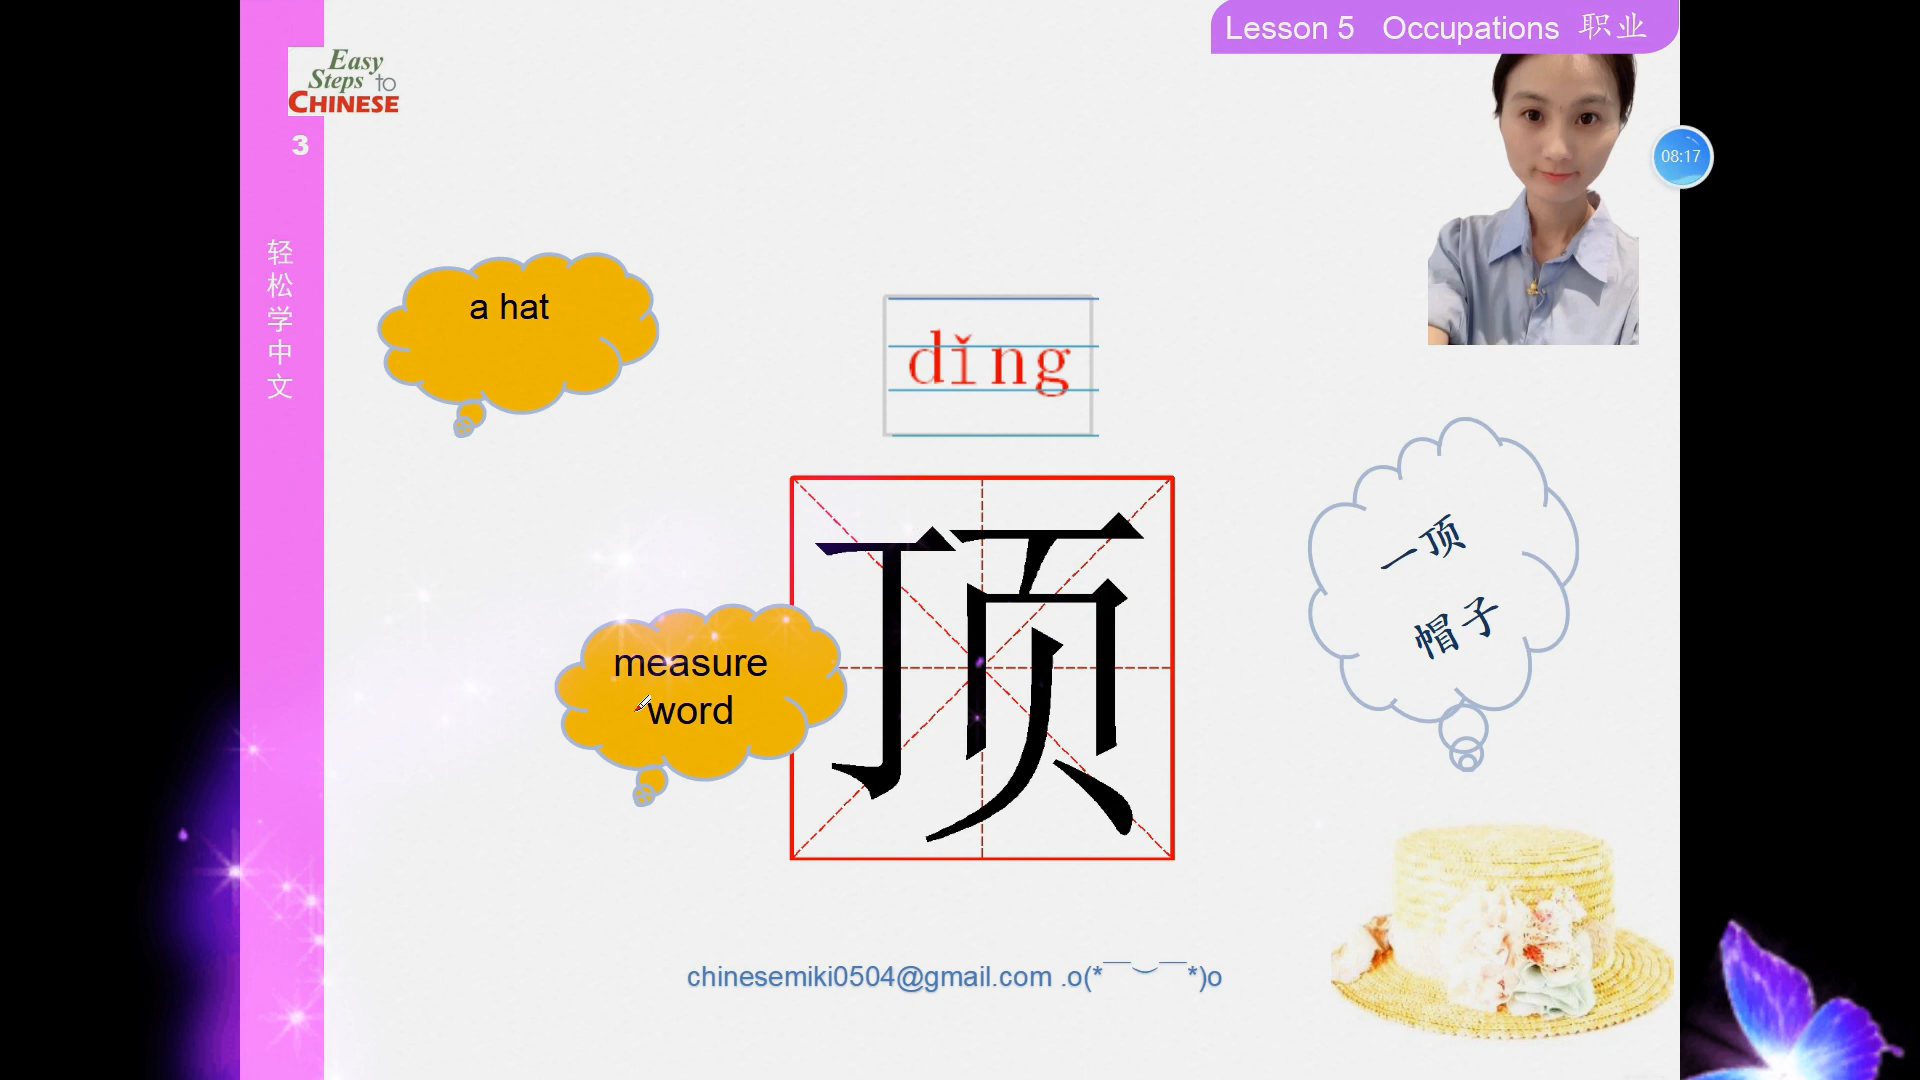 Lesson 5 Occupations 职业
Easy
Steps to
CHINESE
3
08:17
轻松学中文
a hat
dǐng
一顶
帽子
顶
measure
word
chinesemiki0504@gmail.com .o(*￣︶￣*)o